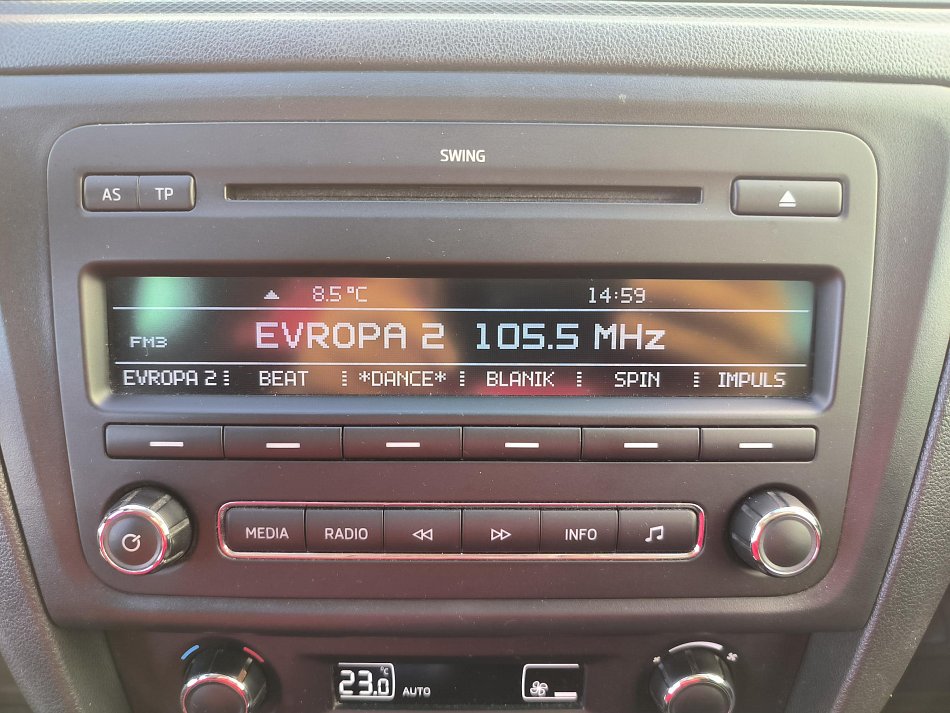 SWING
AS TP
8.5°C 14:59
FM3 EVROPA 2 105.5 MHz
EVROPA 2 BEAT *DANCE* BLANIK SPIN IMPULS
MEDIA RADIO INFO
23.0 °C AUTO